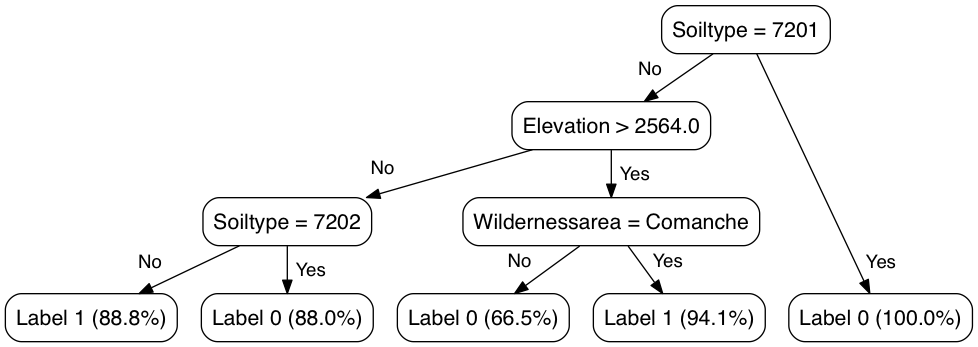 Soiltype = 7201
No
Elevation > 2564.0
No
Yes
Soiltype = 7202
Wildernessarea = Comanche
No
Yes
No
Yes
Yes
Label 1 (88.8%)
Label 0 (88.0%)
Label 0 (66.5%)
Label 1 (94.1%)
Label 0 (100.0%)